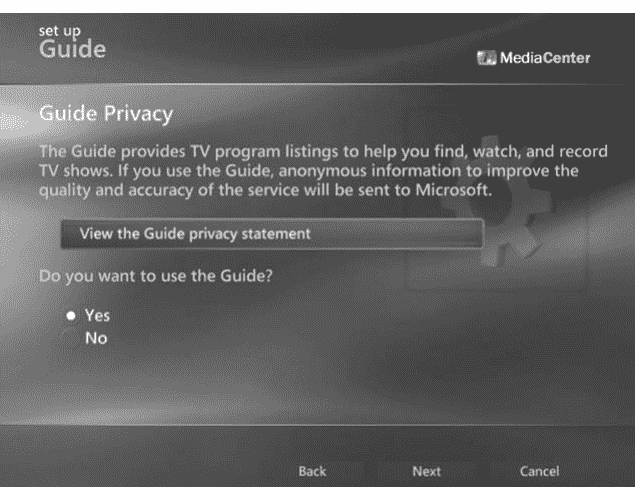 set up
Guide
MediaCenter
Guide Privacy
The Guide provides TV program listings to help you find, watch, and record
TV shows. If you use the Guide, anonymous information to improve the
quality and accuracy of the service will be sent to Microsoft.
View the Guide privacy statement
Do you want to use the Guide?
Yes
No
Back Next Cancel